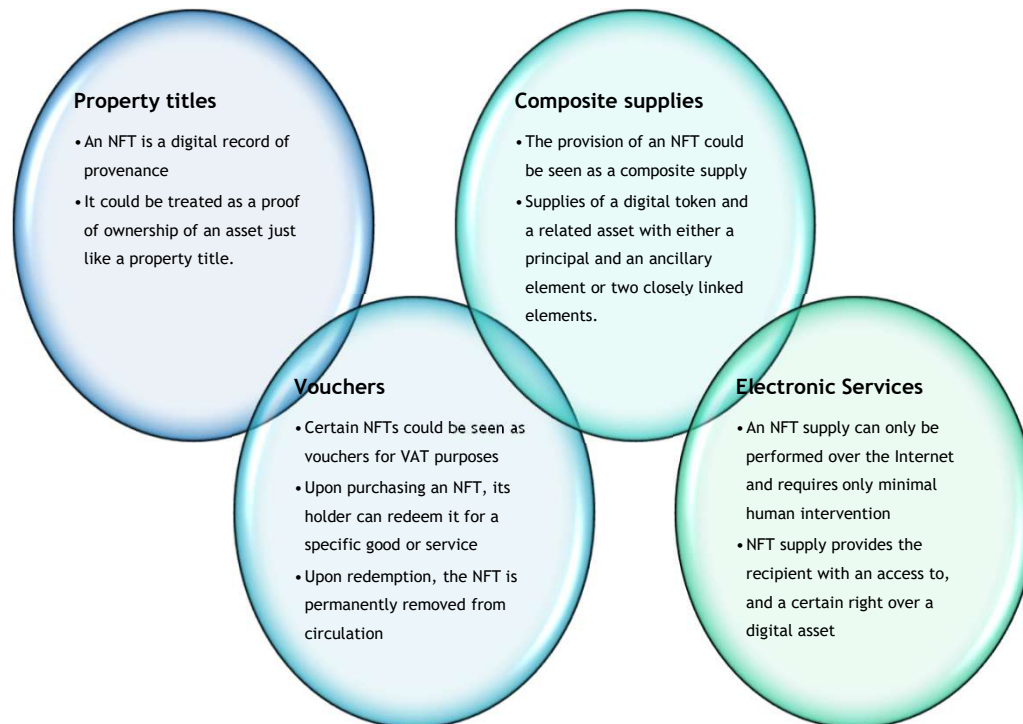 Property titles
• An NFT is a digital record of
provenance
• It could be treated as a proof
of ownership of an asset just
like a property title.
Composite supplies
• The provision of an NFT could
be seen as a composite supply
• Supplies of a digital token and
a related asset with either a
principal and an ancillary
element or two closely linked
elements.
Vouchers
• Certain NFTs could be seen as
vouchers for VAT purposes
• Upon purchasing an NFT, its
holder can redeem it for a
specific good or service
• Upon redemption, the NFT is
permanently removed from
circulation
Electronic Services
• An NFT supply can only be
performed over the Internet
and requires only minimal
human intervention
• NFT supply provides the
recipient with an access to,
and a certain right over a
digital asset